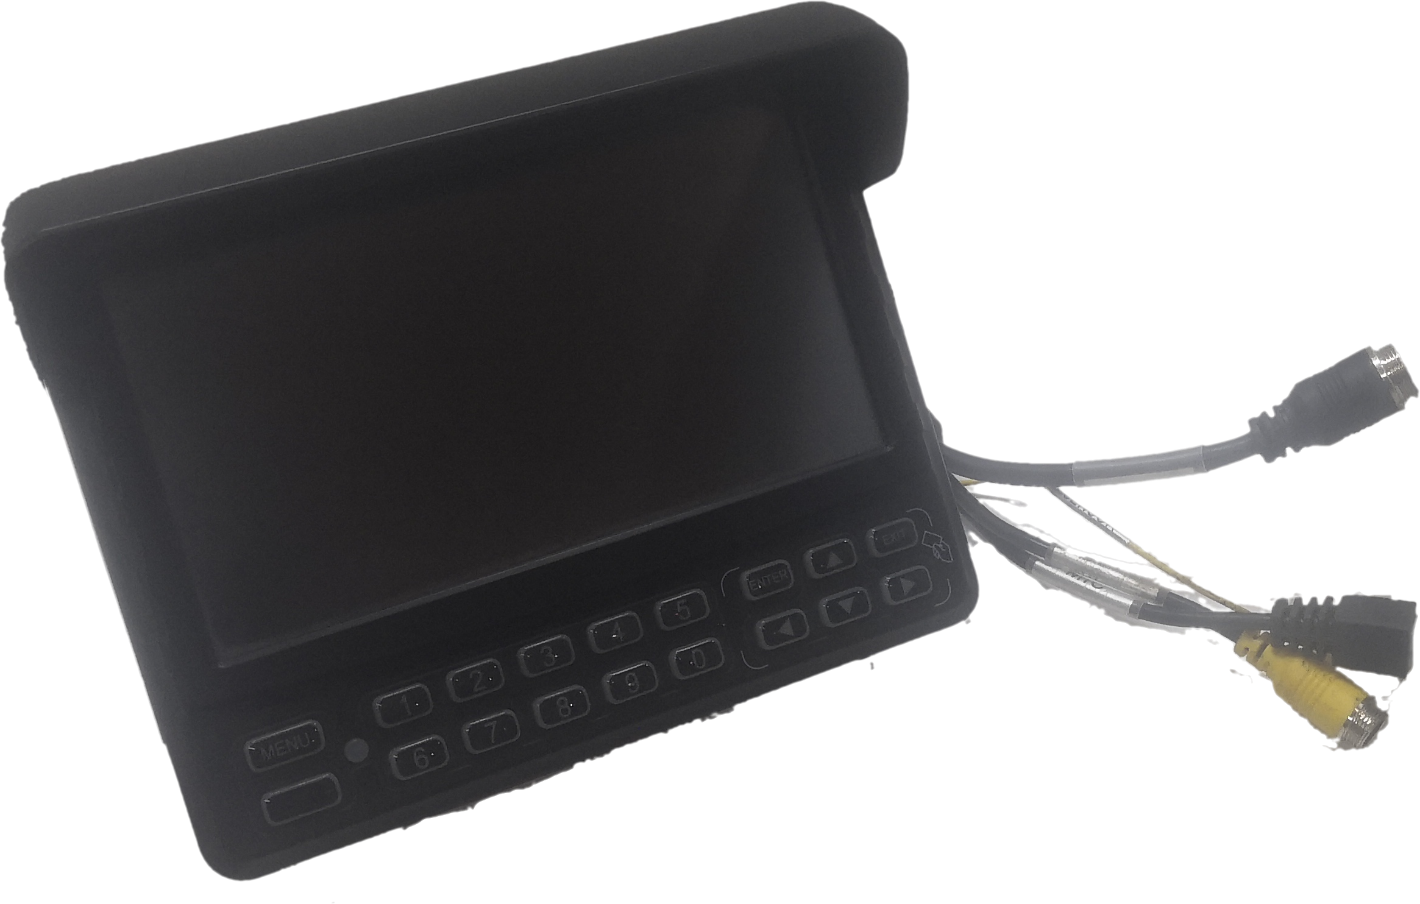 1 2 3 4 5 ENTER ▲ EXIT
MENU 6 7 8 9 0 ◀ ▼ ▶